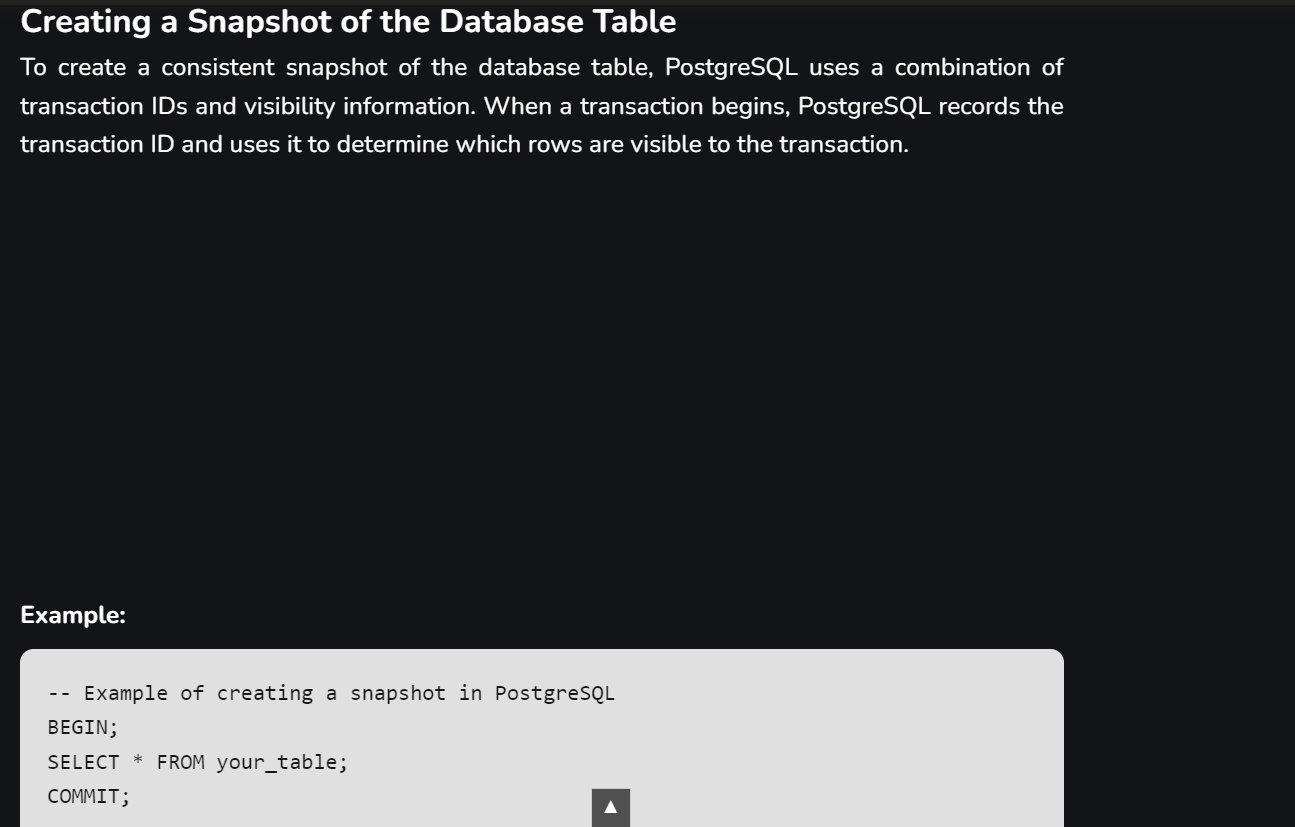 Creating a Snapshot of the Database Table
To create a consistent snapshot of the database table, PostgreSQL uses a combination of
transaction IDs and visibility information. When a transaction begins, PostgreSQL records the
transaction ID and uses it to determine which rows are visible to the transaction.
Example:
-- Example of creating a snapshot in PostgreSQL
BEGIN;
SELECT * FROM your_table;
COMMIT;